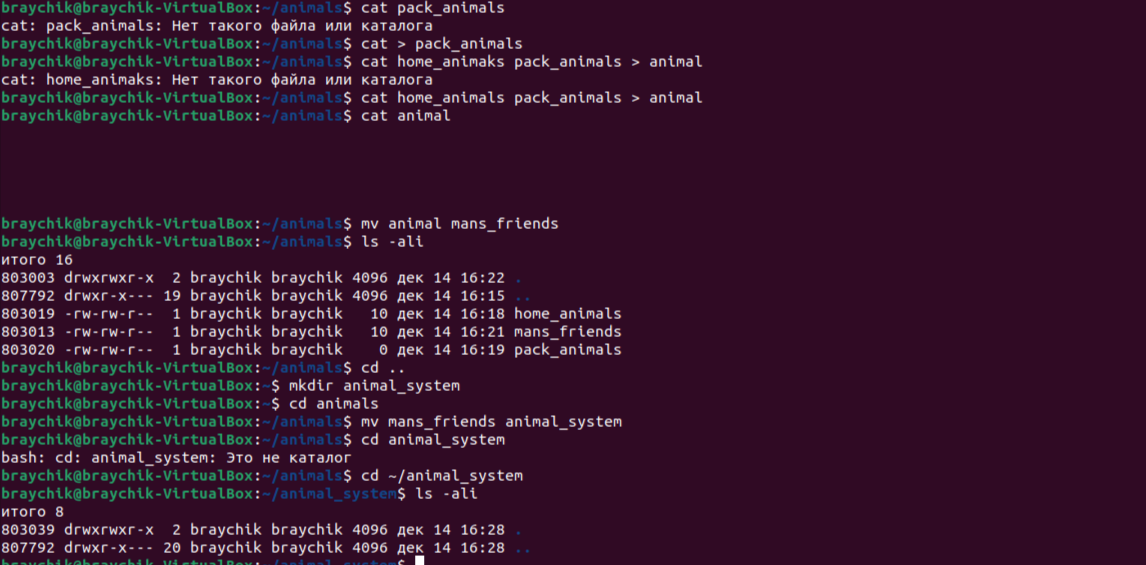 braychik@braychik-VirtualBox:~/animals$ cat pack_animals
cat: pack_animals: Нет такого файла или каталога
braychik@braychik-VirtualBox:~/animals$ cat > pack_animals
braychik@braychik-VirtualBox:~/animals$ cat home_animaks pack_animals > animal
cat: home_animaks: Нет такого файла или каталога
braychik@braychik-VirtualBox:~/animals$ cat home_animals pack_animals > animal
braychik@braychik-VirtualBox:~/animals$ cat animal
braychik@braychik-VirtualBox:~/animals$ mv animal mans_friends
braychik@braychik-VirtualBox:~/animals$ ls -ali
итого 16
803003 drwxrwxr-x  2 braychik braychik 4096 дек 14 16:22 .
807792 drwxr-x--- 19 braychik braychik 4096 дек 14 16:15 ..
803019 -rw-rw-r--  1 braychik braychik   10 дек 14 16:18 home_animals
803013 -rw-rw-r--  1 braychik braychik   10 дек 14 16:21 mans_friends
803020 -rw-rw-r--  1 braychik braychik    0 дек 14 16:19 pack_animals
braychik@braychik-VirtualBox:~/animals$ cd ..
braychik@braychik-VirtualBox:~$ mkdir animal_system
braychik@braychik-VirtualBox:~$ cd animals
braychik@braychik-VirtualBox:~/animals$ mv mans_friends animal_system
braychik@braychik-VirtualBox:~/animals$ cd animal_system
bash: cd: animal_system: Это не каталог
braychik@braychik-VirtualBox:~/animals$ cd ~/animal_system
braychik@braychik-VirtualBox:~/animal_system$ ls -ali
итого 8
803039 drwxrwxr-x  2 braychik braychik 4096 дек 14 16:28 .
807792 drwxr-x--- 20 braychik braychik 4096 дек 14 16:28 ..
braychik@braychik-VirtualBox:~/animal_system$